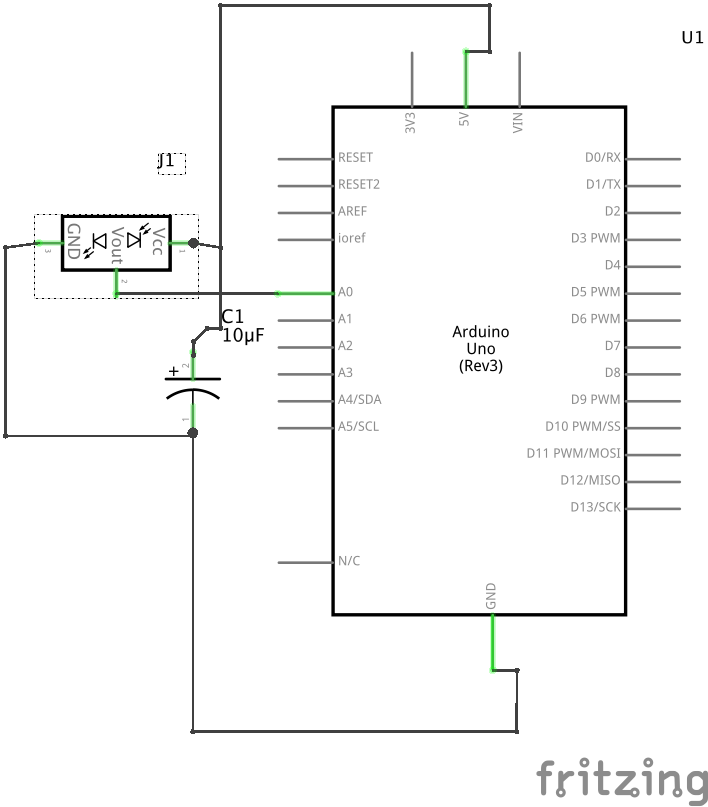 U1
3V3
5V
VIN
J1
RESET
D0/RX
RESET2
D1/TX
AREF
D2
ioref
D3 PWM
GND
Vout
Vcc
3
2
1
D4
A0
D5 PWM
C1
10μF
A1
D6 PWM
Arduino
Uno
(Rev3)
A2
D7
+
2
A3
D8
A4/SDA
D9 PWM
1
A5/SCL
D10 PWM/SS
D11 PWM/MOSI
D12/MISO
D13/SCK
N/C
GND
fritzing